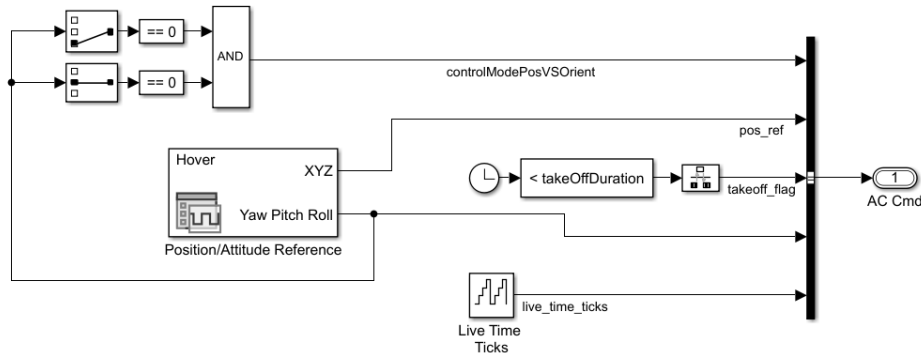 == 0
AND
== 0
controlModePosVSOrient
pos_ref
Hover
XYZ
Yaw Pitch Roll
Position/Attitude Reference
< takeOffDuration
takeoff_flag
1
AC Cmd
live_time_ticks
Live Time
Ticks